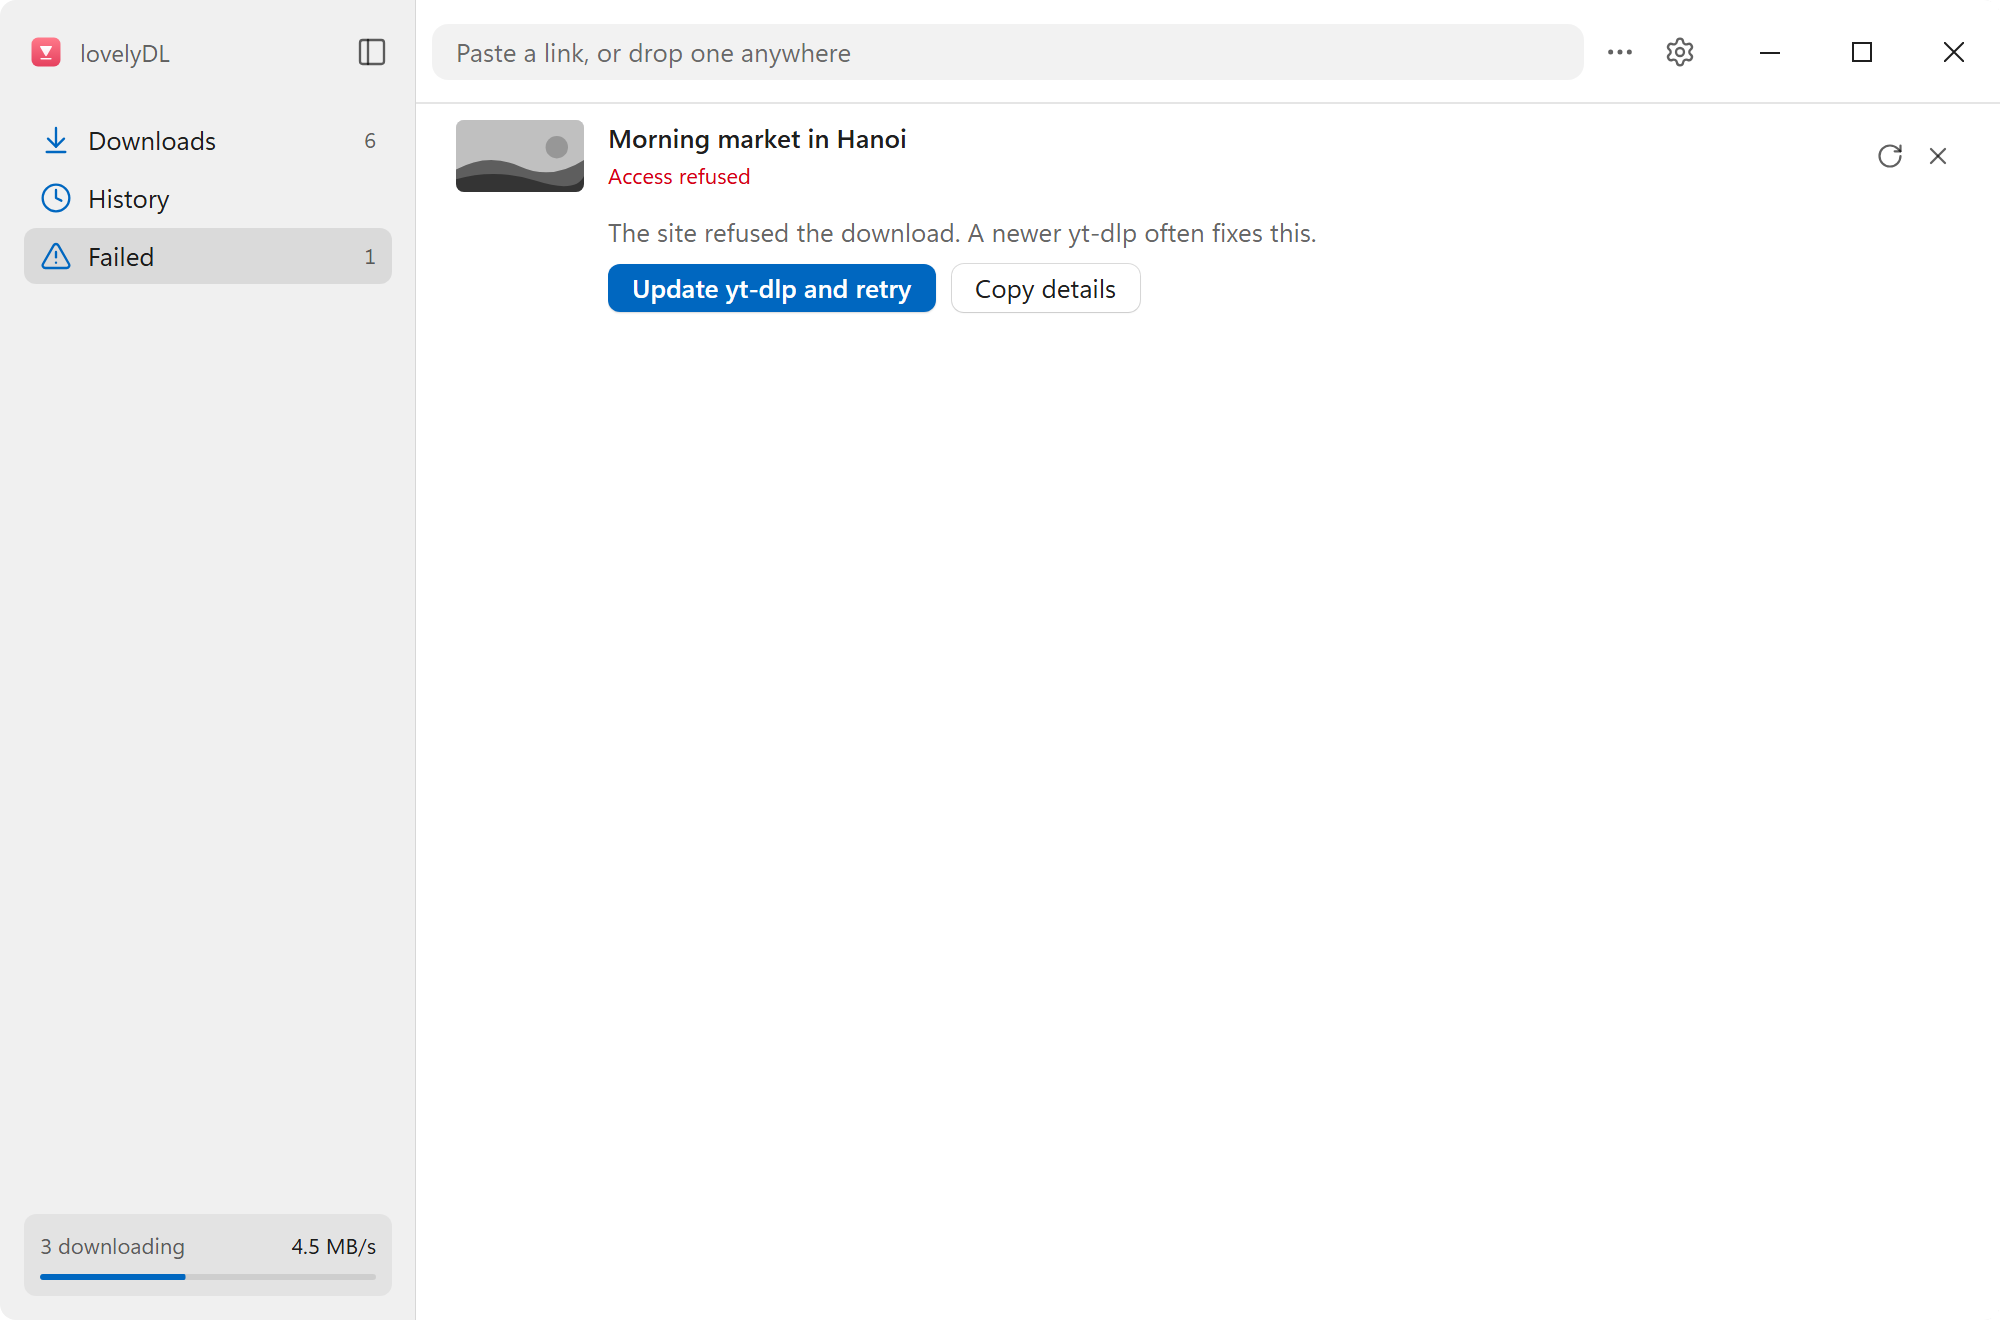 lovelyDL
Paste a link, or drop one anywhere
Downloads 6
History
Failed 1
Morning market in Hanoi
Access refused
The site refused the download. A newer yt-dlp often fixes this.
Update yt-dlp and retry
Copy details
3 downloading 4.5 MB/s